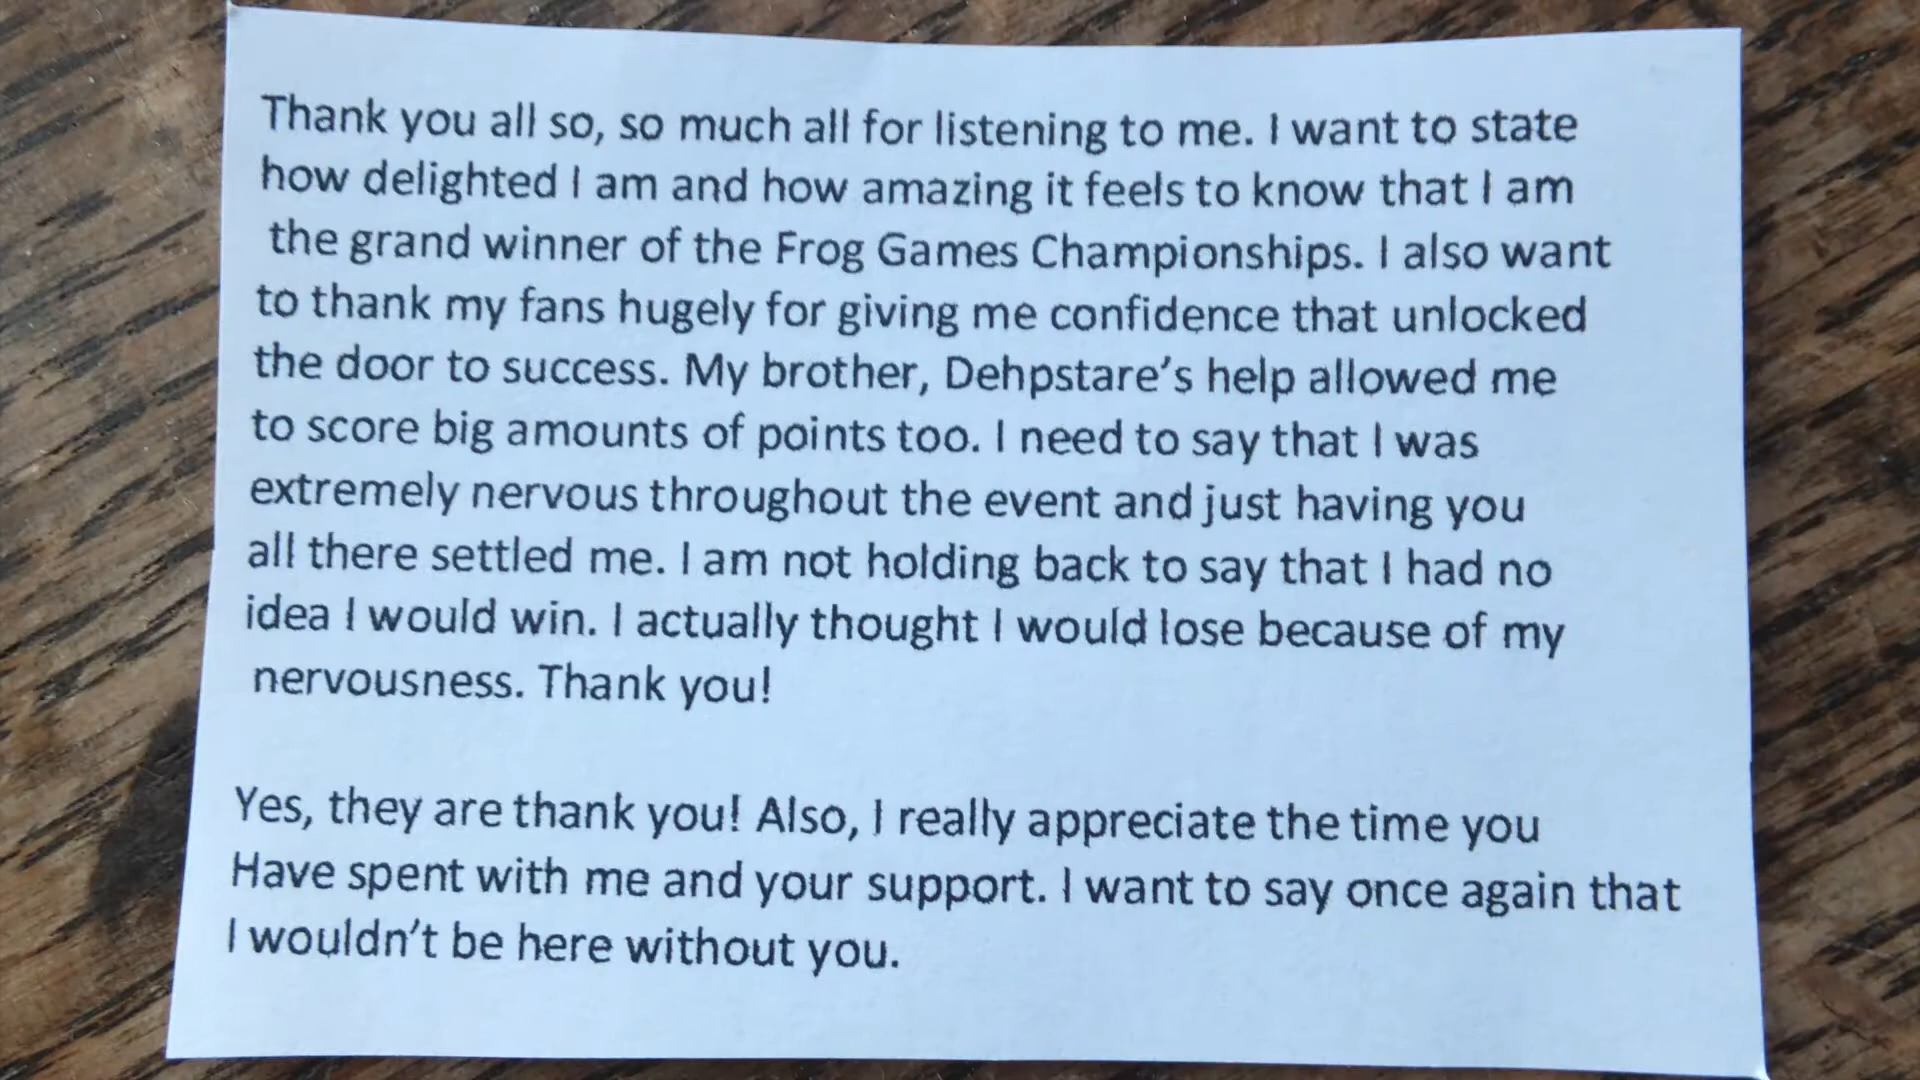 Thank you all so, so much all for listening to me. I want to state
how delighted I am and how amazing it feels to know that I am
the grand winner of the Frog Games Championships. I also want
to thank my fans hugely for giving me confidence that unlocked
the door to success. My brother, Dehpstare’s help allowed me
to score big amounts of points too. I need to say that I was
extremely nervous throughout the event and just having you
all there settled me. I am not holding back to say that I had no
idea I would win. I actually thought I would lose because of my
nervousness. Thank you!
Yes, they are thank you! Also, I really appreciate the time you
Have spent with me and your support. I want to say once again that
I wouldn’t be here without you.